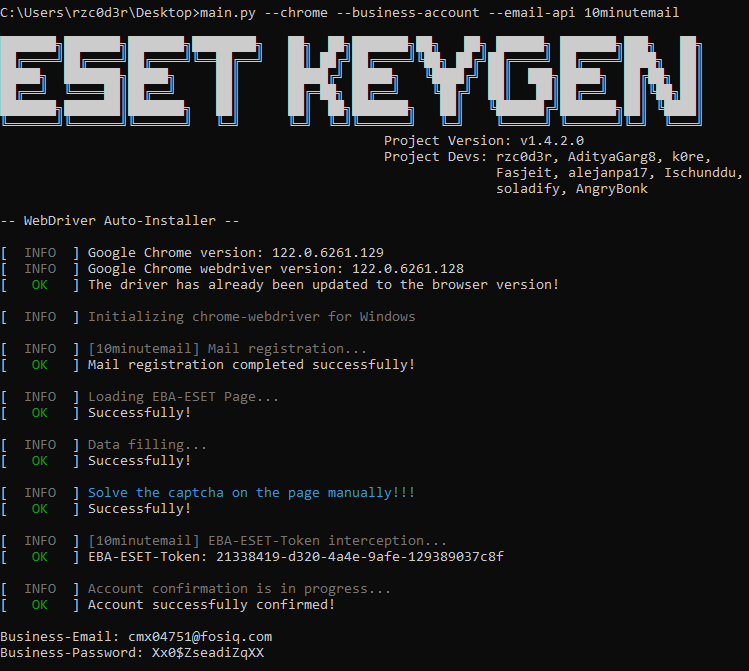 C:\Users\rzc0d3r\Desktop>main.py --chrome --business-account --email-api 10minutemail
ESET KEYGEN
Project Version: v1.4.2.0
Project Devs: rzc0d3r, AdityaGarg8, k0re,
Fasjeit, alejanpa17, Ischunddu,
soladify, AngryBonk
-- WebDriver Auto-Installer --
[  INFO  ] Google Chrome version: 122.0.6261.129
[  INFO  ] Google Chrome webdriver version: 122.0.6261.128
[   OK   ] The driver has already been updated to the browser version!
[  INFO  ] Initializing chrome-webdriver for Windows
[  INFO  ] [10minutemail] Mail registration...
[   OK   ] Mail registration completed successfully!
[  INFO  ] Loading EBA-ESET Page...
[   OK   ] Successfully!
[  INFO  ] Data filling...
[   OK   ] Successfully!
[  INFO  ] Solve the captcha on the page manually!!!
[   OK   ] Successfully!
[  INFO  ] [10minutemail] EBA-ESET-Token interception...
[   OK   ] EBA-ESET-Token: 21338419-d320-4a4e-9afe-129389037c8f
[  INFO  ] Account confirmation is in progress...
[   OK   ] Account successfully confirmed!
Business-Email: cmx04751@fosiq.com
Business-Password: Xx0$ZseadiZqXX